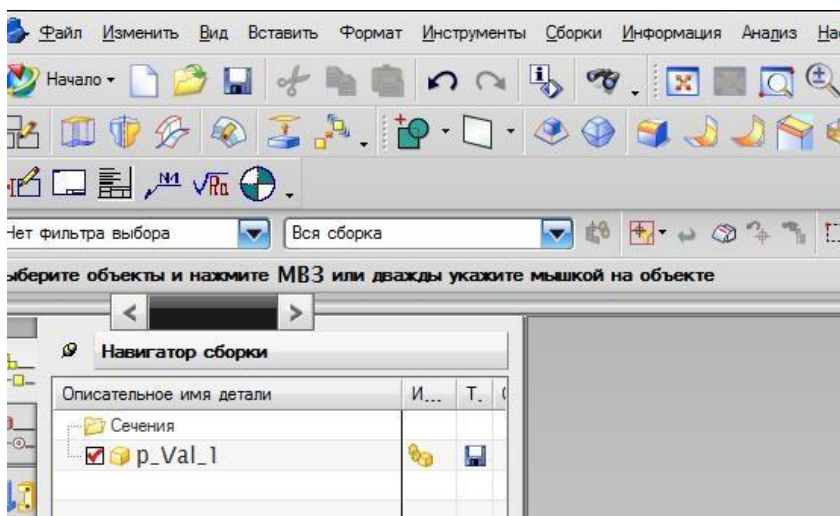 Файл Изменить Вид Вставить Формат Инструменты Сборки Информация Анализ
Начало
Нет фильтра выбора Вся сборка
выберите объекты и нажмите МВ3 или дважды укажите мышкой на объекте
Навигатор сборки
Описательное имя детали И... Т.
Сечения
p_Val_1